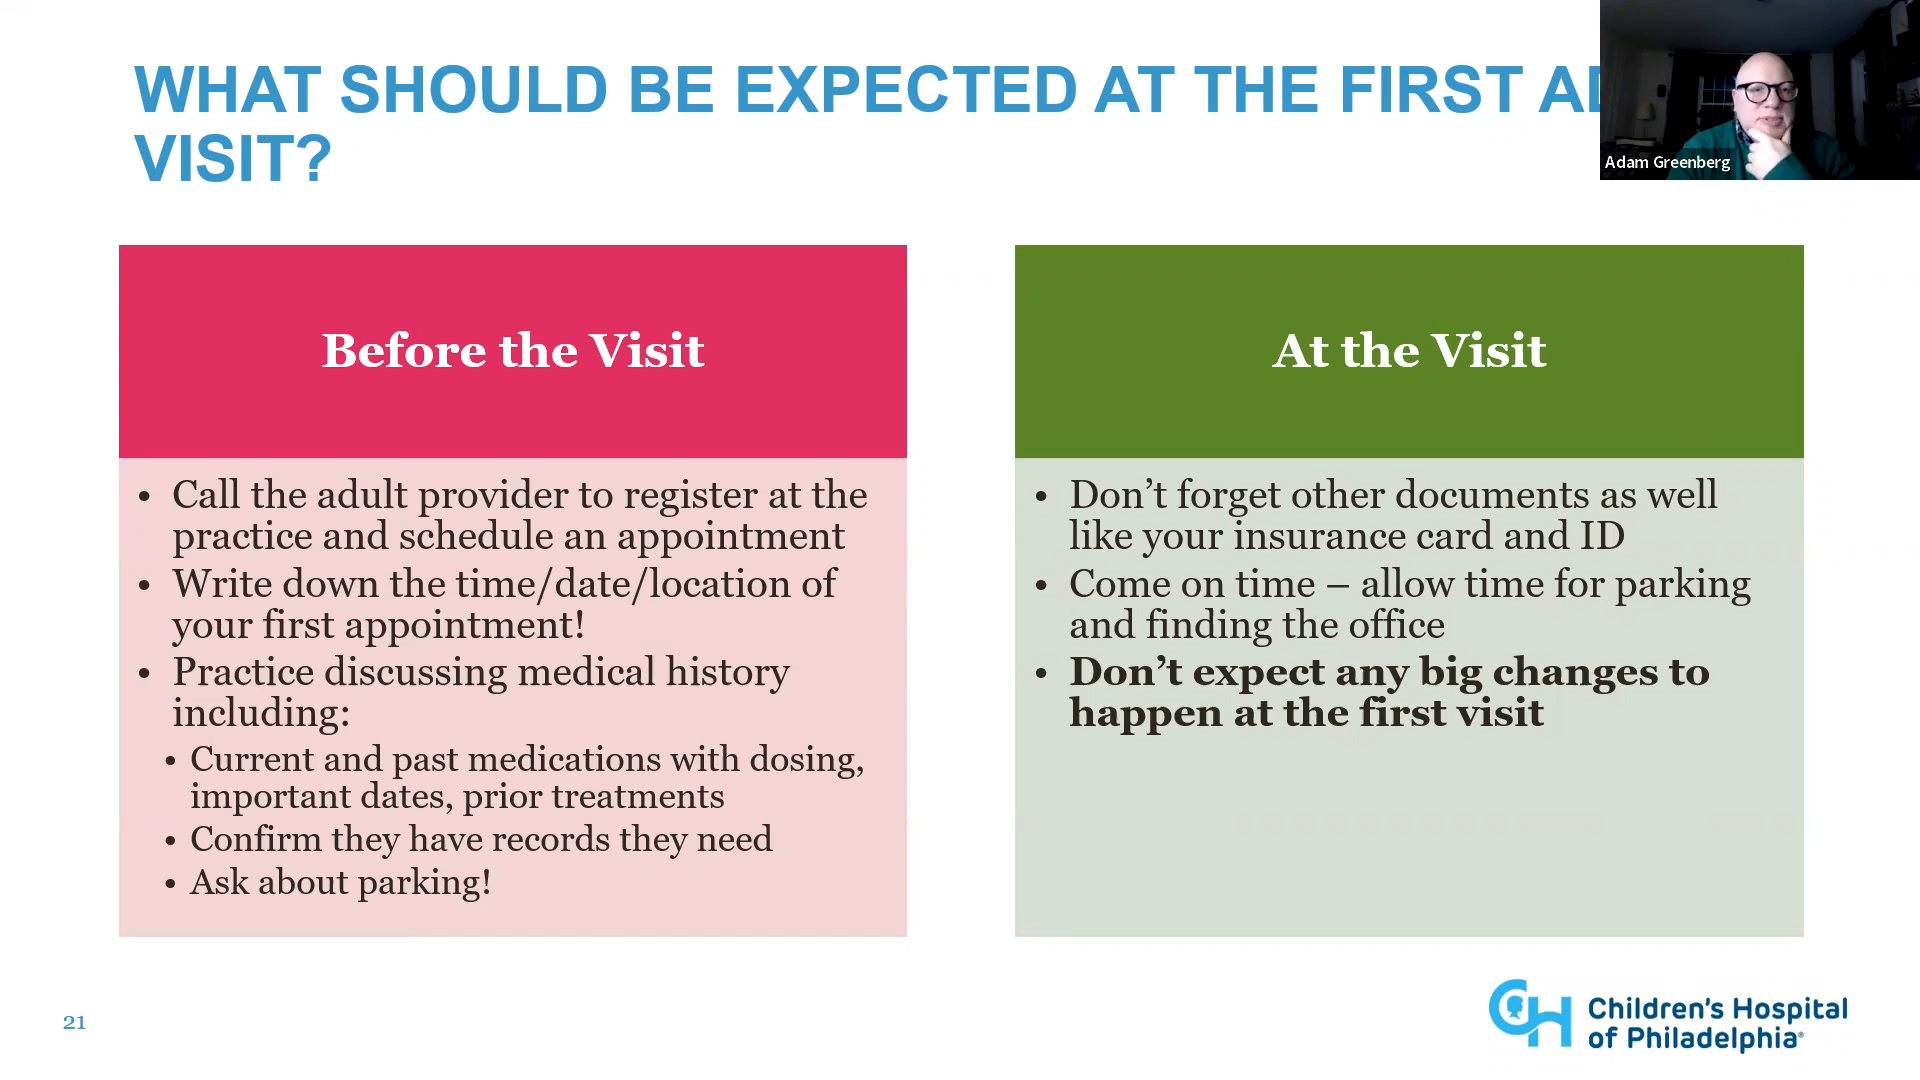 WHAT SHOULD BE EXPECTED AT THE FIRST
VISIT?
Adam Greenberg
Before the Visit
• Call the adult provider to register at the
practice and schedule an appointment
• Write down the time/date/location of
your first appointment!
• Practice discussing medical history
including:
• Current and past medications with dosing,
important dates, prior treatments
• Confirm they have records they need
• Ask about parking!
At the Visit
• Don’t forget other documents as well
like your insurance card and ID
• Come on time – allow time for parking
and finding the office
• Don’t expect any big changes to
happen at the first visit
21
CH
Children’s Hospital
of Philadelphia®